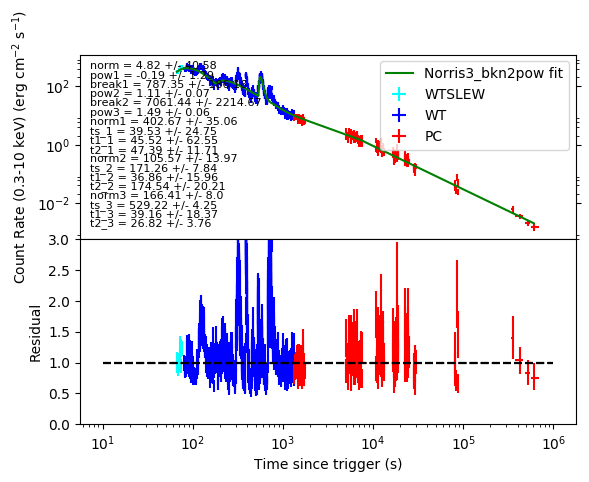 norm = 4.82 +/- 40.58
pow1 = -0.19 +/- 1.29
break1 = 787.35 +/-
pow2 = 1.11 +/- 0.07
break2 = 7061.44 +/- 2214.67
pow3 = 1.49 +/- 0.06
norm1 = 402.67 +/- 35.06
ts_1 = 39.53 +/- 24.75
t1_1 = 45.52 +/- 62.55
t2_1 = 47.39 +/- 11.71
norm2 = 105.57 +/- 13.97
ts_2 = 171.26 +/- 7.84
t1_2 = 36.86 +/- 15.96
t2_2 = 174.54 +/- 20.21
norm3 = 166.41 +/- 8.0
ts_3 = 529.22 +/- 4.25
t1_3 = 39.16 +/- 18.37
t2_3 = 26.82 +/- 3.76
Norris3_bkn2pow fit
WTSLEW
WT
PC
Count Rate (0.3-10 keV) (erg cm⁻² s⁻¹)
10²
10⁰
10⁻²
Residual
3.0
2.5
2.0
1.5
1.0
0.5
0.0
10¹ 10² 10³ 10⁴ 10⁵ 10⁶
Time since trigger (s)